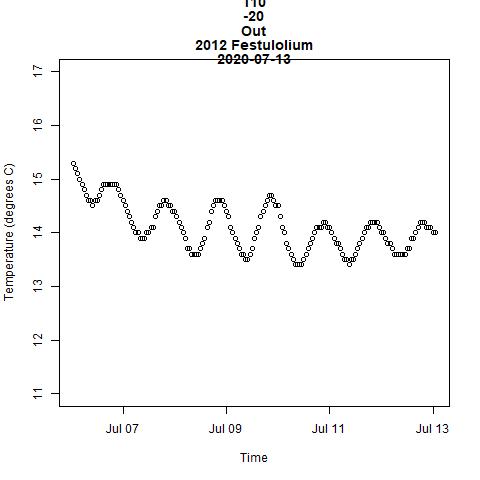 110
-20
Out
2012 Festulolium
2020-07-13
17
16
15
14
13
12
11
Temperature (degrees C)
Jul 07 Jul 09 Jul 11 Jul 13
Time